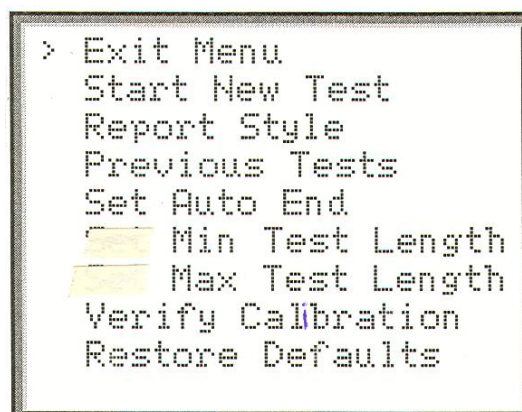 > Exit Menu
Start New Test
Report Style
Previous Tests
Set Auto End
Min Test Length
Max Test Length
Verify Calibration
Restore Defaults